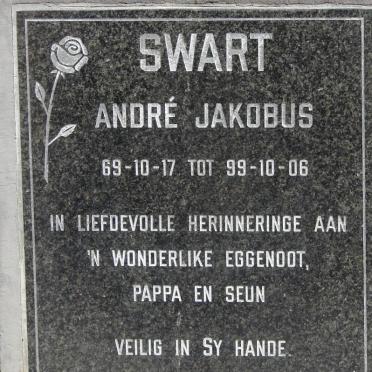 SWART
ANDRÉ JAKOBUS
69-10-17 TOT 99-10-06
IN LIEFDEVOLLE HERINNERINGE AAN
'N WONDERLIKE EGGENOOT,
PAPPA EN SEUN
VEILIG IN SY HANDE